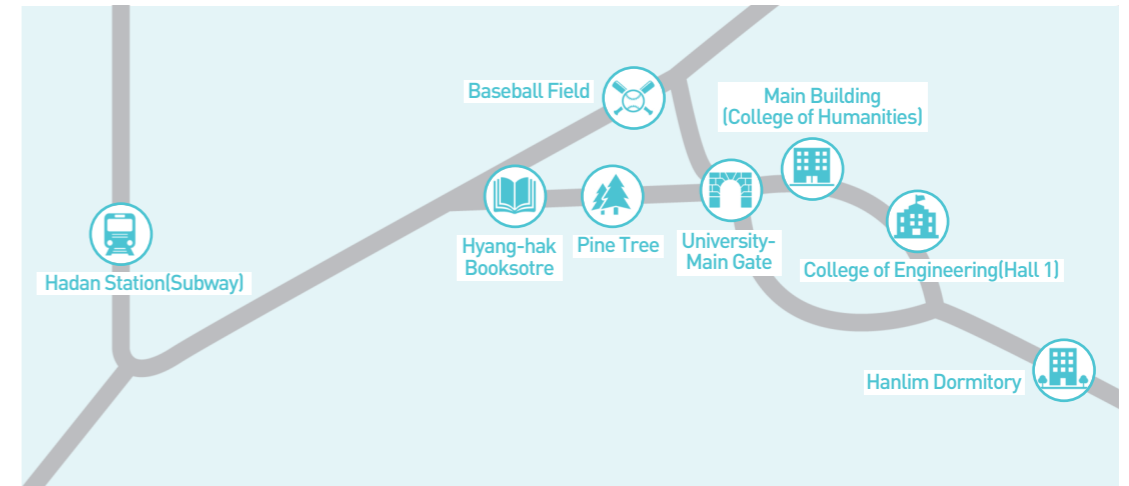 Baseball Field
Main Building
(College of Humanities)
Hadan Station(Subway)
Hyang-hak
Booksotre
Pine Tree
University-
Main Gate
College of Engineering(Hall 1)
Hanlim Dormitory